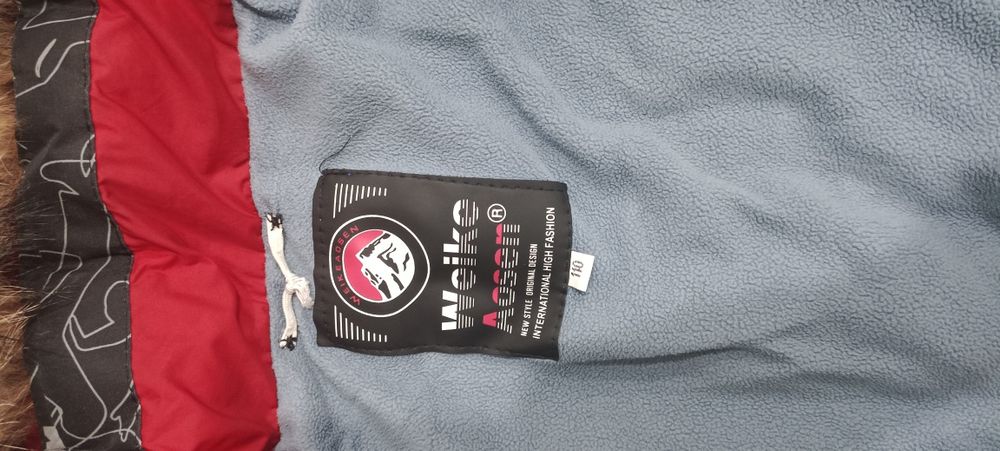 WEIKEAOSEN
Weike
Aosen®
NEW STYLE ORIGINAL DESIGN
INTERNATIONAL HIGH FASHION
110